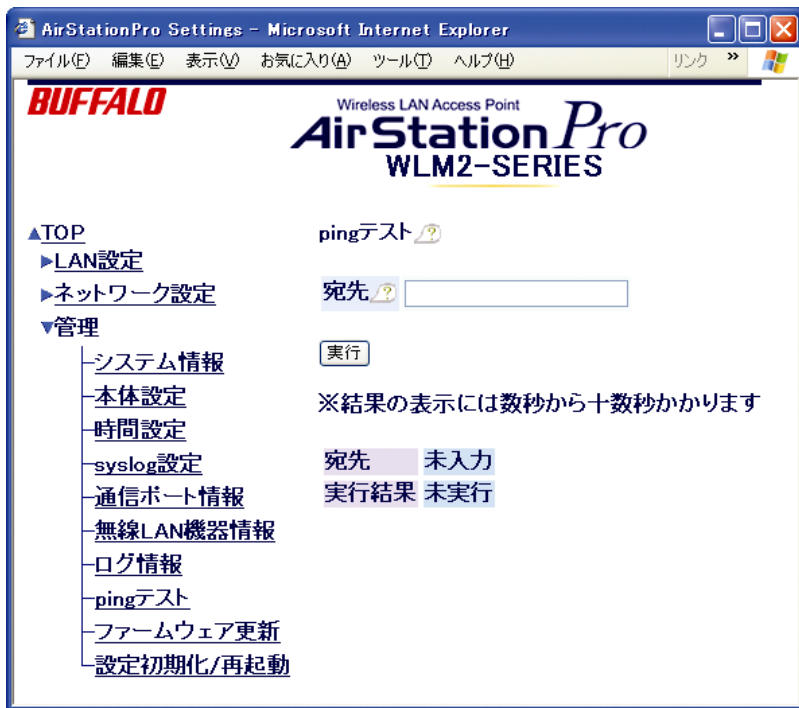 AirStationPro Settings - Microsoft Internet Explorer
ファイル(F) 編集(E) 表示(V) お気に入り(A) ツール(T) ヘルプ(H) リンク »
BUFFALO
Wireless LAN Access Point
AirStation Pro
WLM2-SERIES
▲TOP
▶LAN設定
▶ネットワーク設定
▼管理
システム情報
本体設定
時間設定
syslog設定
通信ポート情報
無線LAN機器情報
ログ情報
pingテスト
ファームウェア更新
設定初期化/再起動
pingテスト ?
宛先 ?
実行
※結果の表示には数秒から十数秒かかります
宛先 未入力
実行結果 未実行